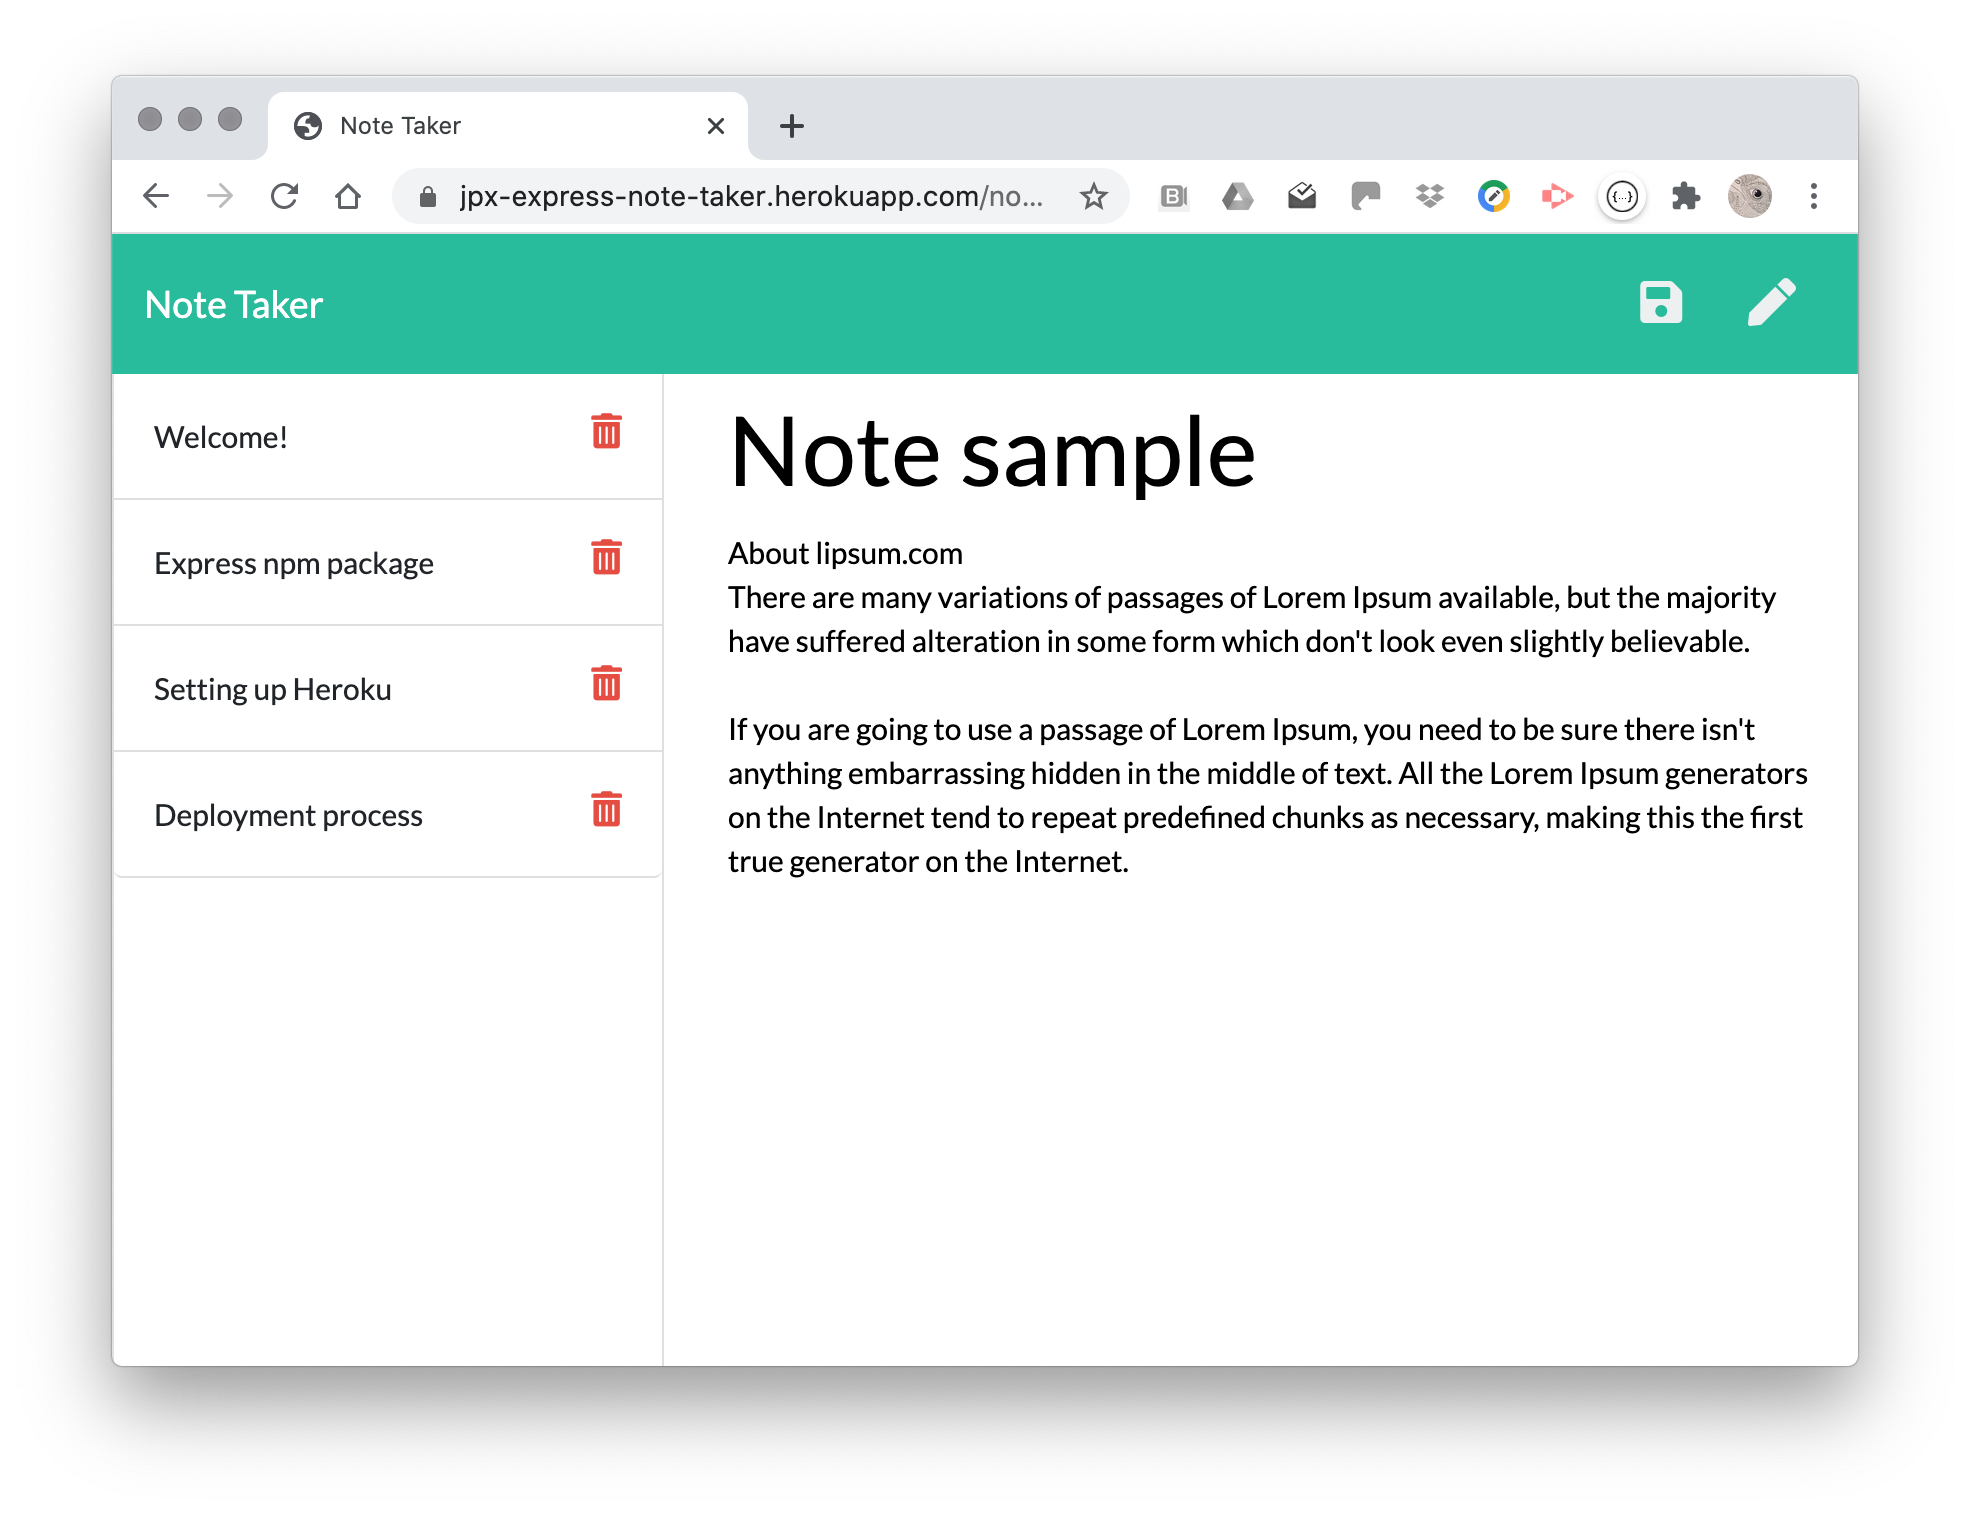 Note Taker
jpx-express-note-taker.herokuapp.com/no...
B
{...}
Note Taker
Welcome!
Express npm package
Setting up Heroku
Deployment process
Note sample
About lipsum.com
There are many variations of passages of Lorem Ipsum available, but the majority
have suffered alteration in some form which don't look even slightly believable.
If you are going to use a passage of Lorem Ipsum, you need to be sure there isn't
anything embarrassing hidden in the middle of text. All the Lorem Ipsum generators
on the Internet tend to repeat predefined chunks as necessary, making this the first
true generator on the Internet.